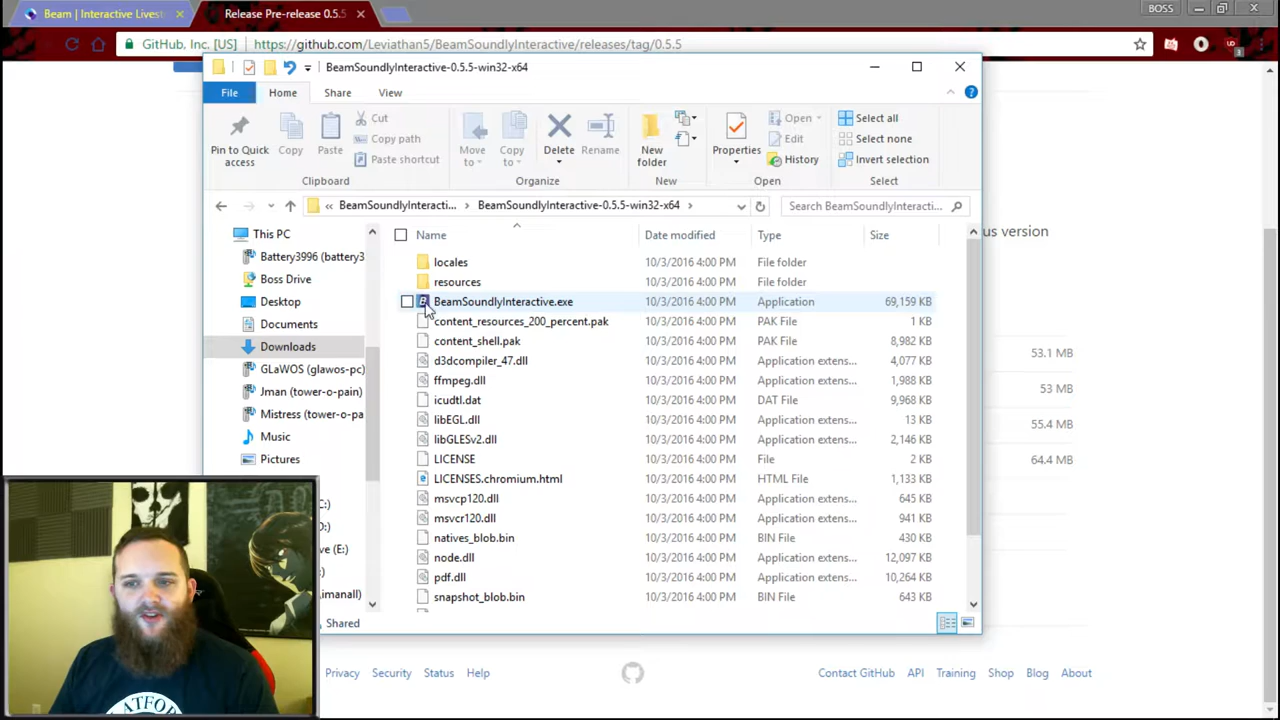 Beam | Interactive Livest
Release Pre-release 0.5.5
BOSS
GitHub, Inc. [US]
https://github.com/Leviathan5/BeamSoundlyInteractive/releases/tag/0.5.5
BeamSoundlyInteractive-0.5.5-win32-x64
File
Home
Share
View
Pin to Quick access
Copy
Paste
Cut
Copy path
Paste shortcut
Move to
Copy to
Delete
Rename
New folder
Properties
Open
Edit
History
Select all
Select none
Invert selection
Clipboard
Organize
New
Open
Select
« BeamSoundlyInteracti... > BeamSoundlyInteractive-0.5.5-win32-x64 >
Search BeamSoundlyInteracti...
us version
This PC
Battery3996 (battery3
Boss Drive
Desktop
Documents
Downloads
GLaWOS (glawos-pc)
Jman (tower-o-pain)
Mistress (tower-o-pa
Music
Pictures
:)
D:)
ive (E:)
:)
imanall)
Name Date modified Type Size
locales 10/3/2016 4:00 PM File folder
resources 10/3/2016 4:00 PM File folder
BeamSoundlyInteractive.exe 10/3/2016 4:00 PM Application 69,159 KB
content_resources_200_percent.pak 10/3/2016 4:00 PM PAK File 1 KB
content_shell.pak 10/3/2016 4:00 PM PAK File 8,982 KB
d3dcompiler_47.dll 10/3/2016 4:00 PM Application extens... 4,077 KB
ffmpeg.dll 10/3/2016 4:00 PM Application extens... 1,988 KB
icudtl.dat 10/3/2016 4:00 PM DAT File 9,968 KB
libEGL.dll 10/3/2016 4:00 PM Application extens... 13 KB
libGLESv2.dll 10/3/2016 4:00 PM Application extens... 2,146 KB
LICENSE 10/3/2016 4:00 PM File 2 KB
LICENSES.chromium.html 10/3/2016 4:00 PM HTML File 1,133 KB
msvcp120.dll 10/3/2016 4:00 PM Application extens... 645 KB
msvcr120.dll 10/3/2016 4:00 PM Application extens... 941 KB
natives_blob.bin 10/3/2016 4:00 PM BIN File 430 KB
node.dll 10/3/2016 4:00 PM Application extens... 12,097 KB
pdf.dll 10/3/2016 4:00 PM Application extens... 10,264 KB
snapshot_blob.bin 10/3/2016 4:00 PM BIN File 643 KB
53.1 MB
53 MB
55.4 MB
64.4 MB
Shared
Privacy
Security
Status
Help
Contact GitHub
API
Training
Shop
Blog
About